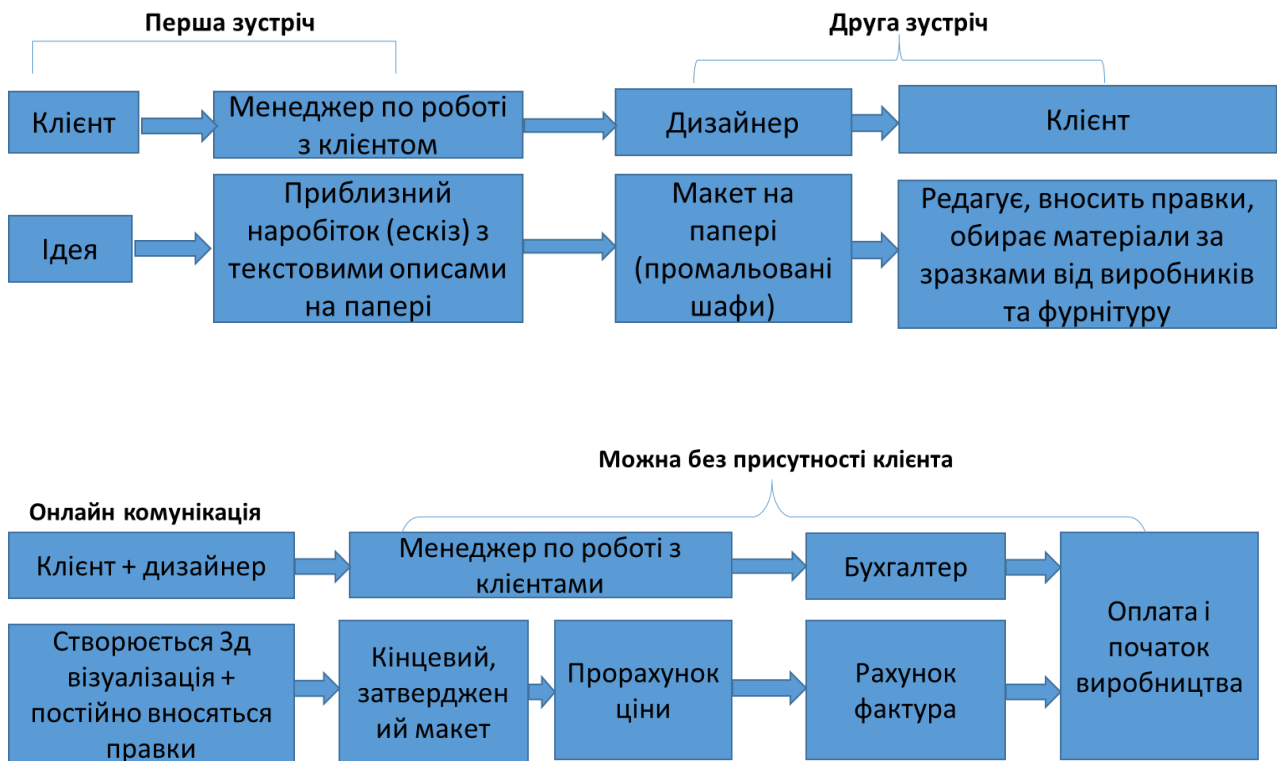 Перша зустріч
Друга зустріч
Клієнт
Менеджер по роботі
з клієнтом
Дизайнер
Клієнт
Ідея
Приблизний
наробіток (ескіз) з
текстовими описами
на папері
Макет на
папері
(промальовані
шафи)
Редагує, вносить правки,
обирає матеріали за
зразками від виробників
та фурнітуру
Можна без присутності клієнта
Онлайн комунікація
Клієнт + дизайнер
Менеджер по роботі з
клієнтами
Бухгалтер
Оплата і
початок
виробництва
Створюється 3д
візуалізація +
постійно вносяться
правки
Кінцевий,
затверджен
ий макет
Прорахунок
ціни
Рахунок
фактура